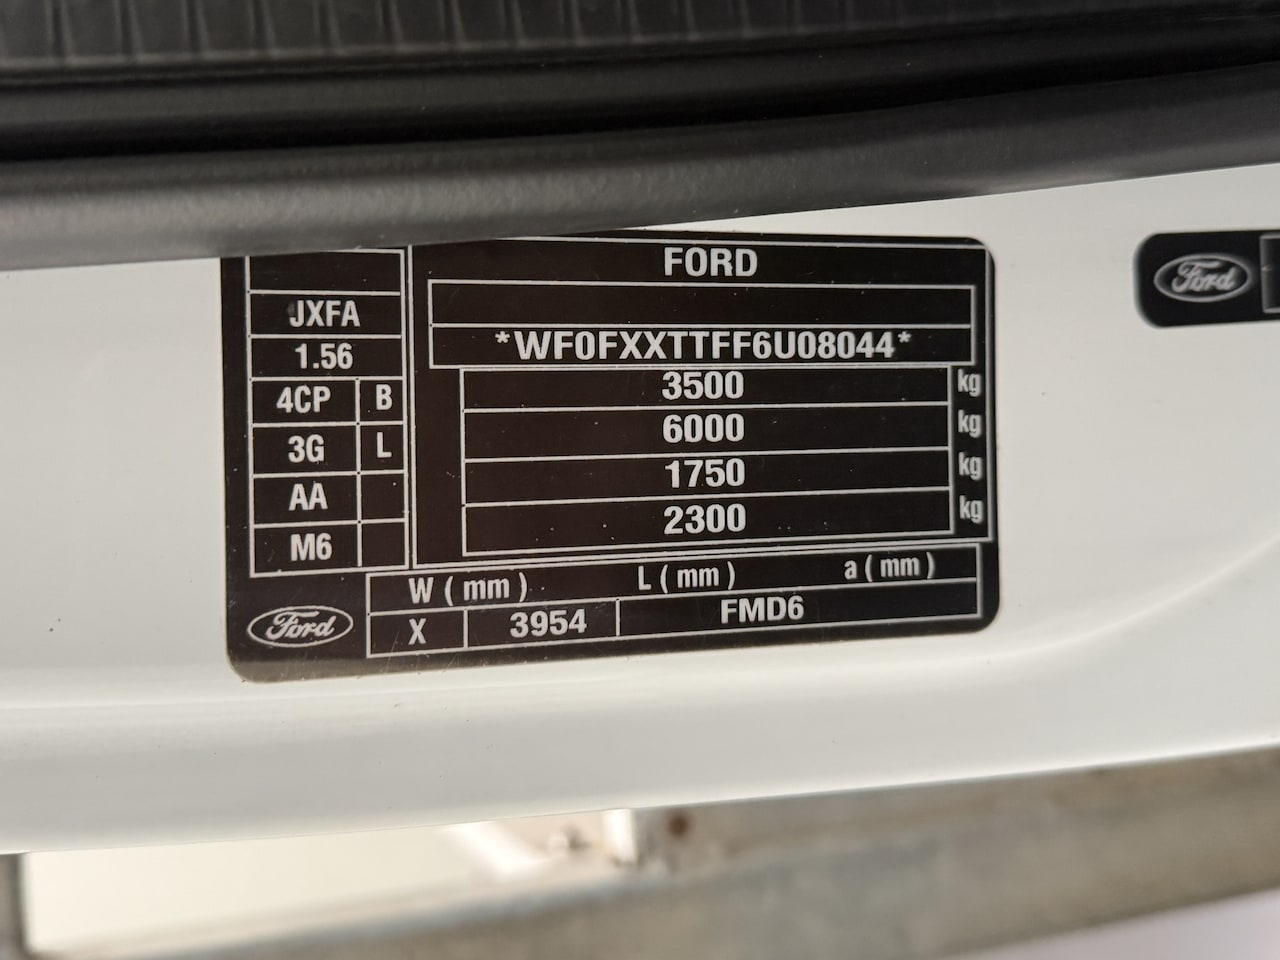 FORD
JXFA
*WF0FXXTTFF6U08044*
1.56
3500 kg
4CP B
6000 kg
3G L
1750 kg
AA
2300 kg
M6
W (mm) L (mm) a (mm)
X 3954 FMD6
Ford
Ford